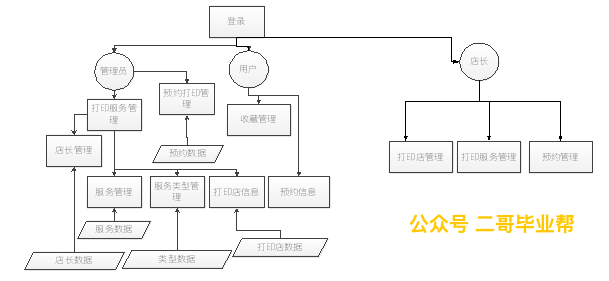 登录
管理员
用户
店长
预约打印管
理
打印服务管
理
收藏管理
店长管理
预约数据
打印店管理
打印服务管理
预约管理
服务管理
服务类型管
理
打印店信息
预约信息
服务数据
打印店数据
店长数据
类型数据
公众号 二哥毕业帮